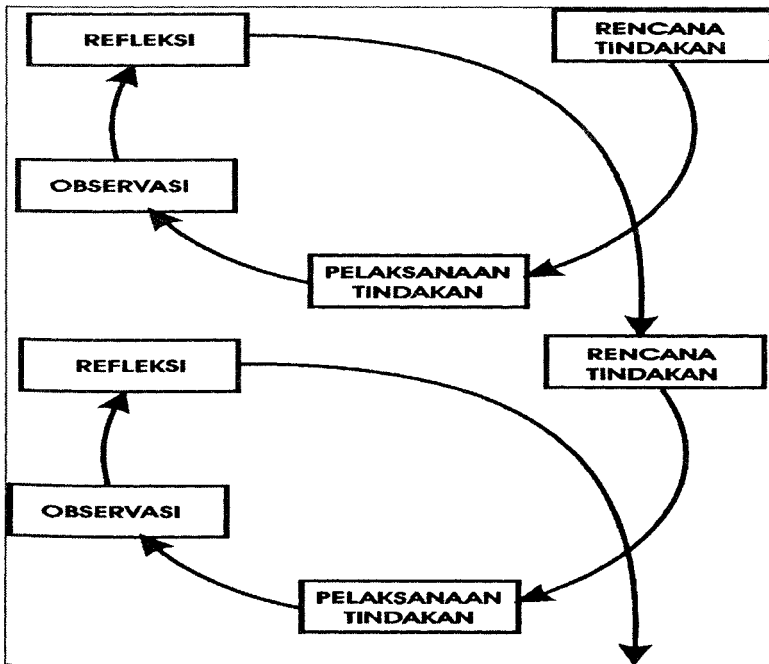 REFLEKSI
RENCANA
TINDAKAN
OBSERVASI
PELAKSANAAN
TINDAKAN
REFLEKSI
RENCANA
TINDAKAN
OBSERVASI
PELAKSANAAN
TINDAKAN